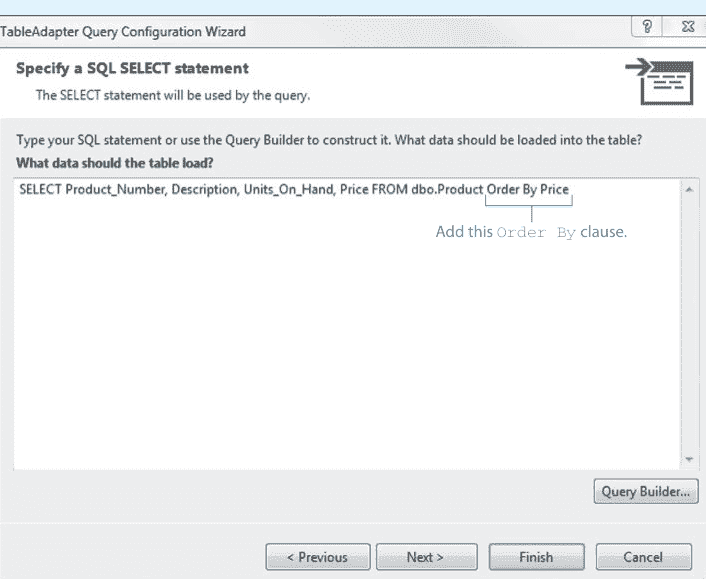 TableAdapter Query Configuration Wizard
Specify a SQL SELECT statement
The SELECT statement will be used by the query.
Type your SQL statement or use the Query Builder to construct it. What data should be loaded into the table?
What data should the table load?
SELECT Product_Number, Description, Units_On_Hand, Price FROM dbo.Product Order By Price
Add this Order By clause.
Query Builder...
< Previous Next > Finish Cancel